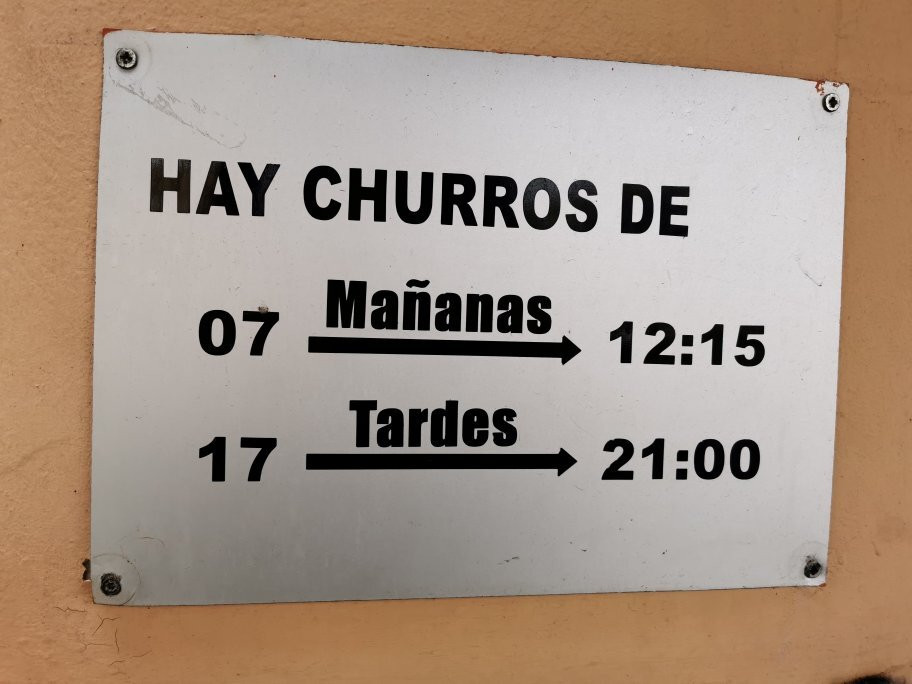 HAY CHURROS DE
07 Mañanas 12:15
17 Tardes 21:00